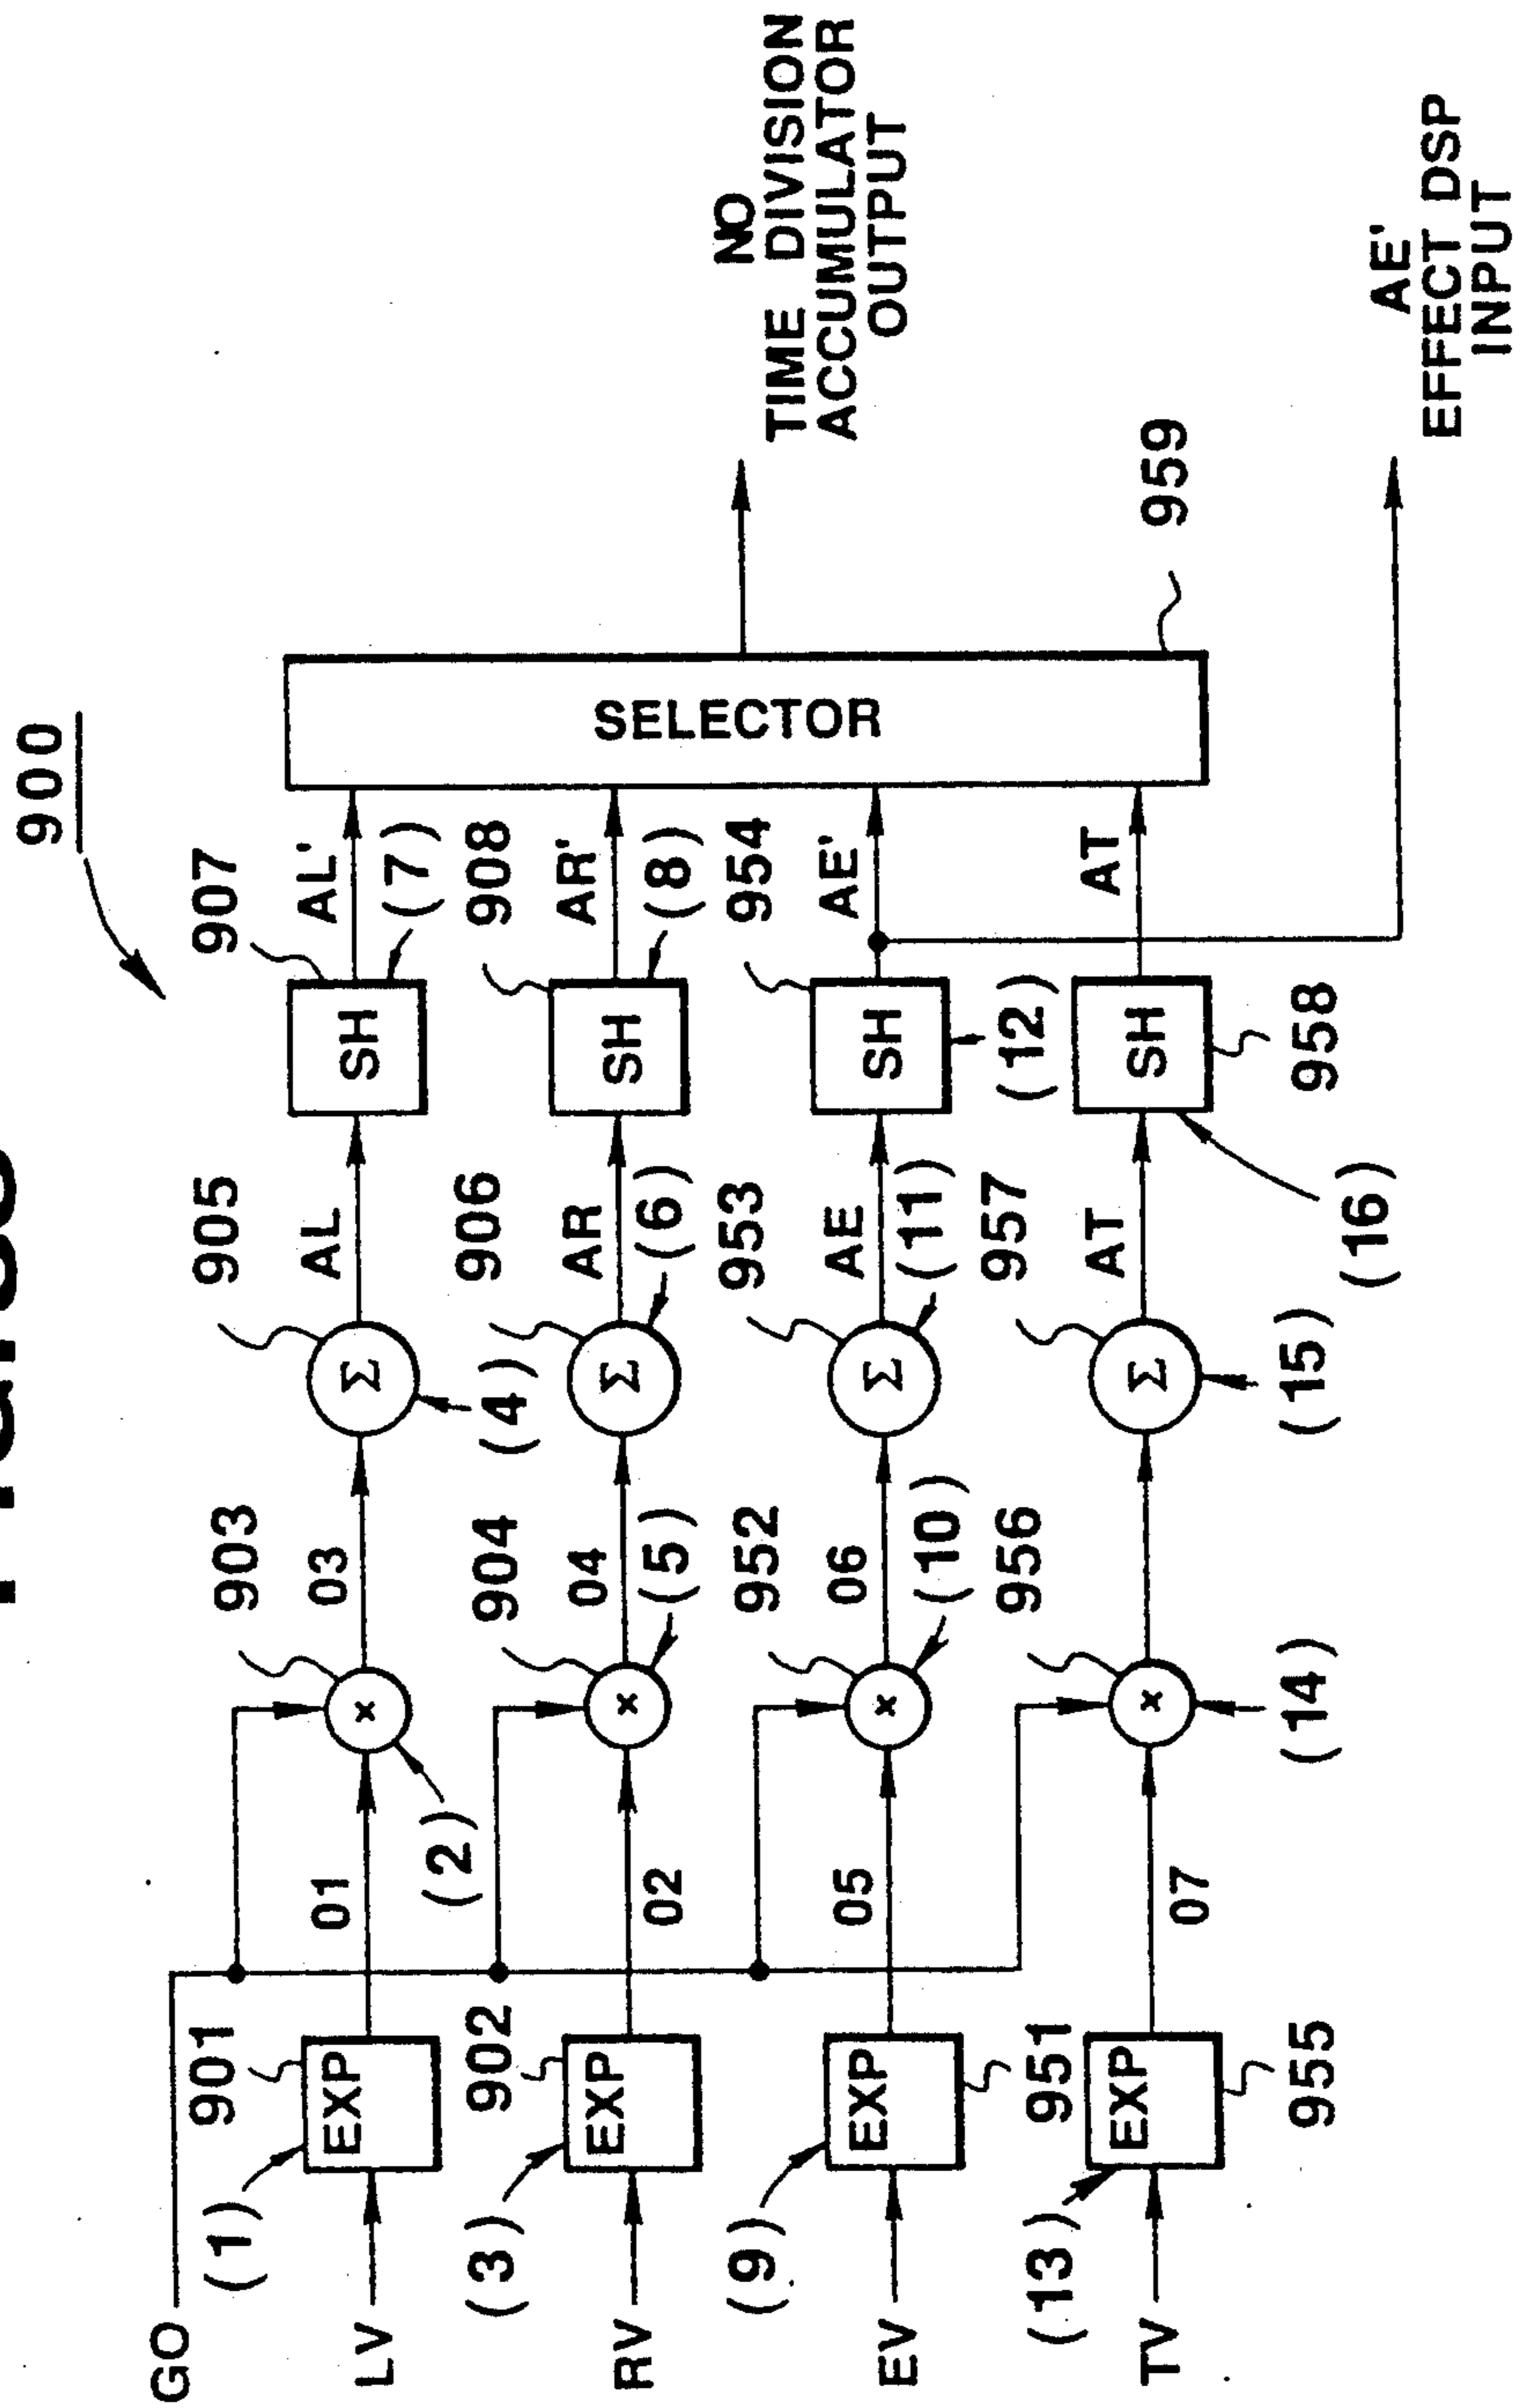 900
GO
LV
(1)
901
EXP
01
(2)
903
×
03
(4)
905
Σ
AL
907
SH
AL'
(7)
RV
(3)
902
EXP
02
904
×
04
(5)
906
Σ
AR
(6)
908
SH
AR'
(8)
EV
(9)
EXP
951
05
952
×
06
(10)
953
Σ
AE
(11)
954
SH
(12)
AE'
TV
(13)
EXP
955
07
956
×
(14)
957
Σ
(15)
AT
SH
(16)
958
AT
SELECTOR
959
NO
TIME DIVISION
ACCUMULATOR
OUTPUT
AE'
EFFECT DSP
INPUT